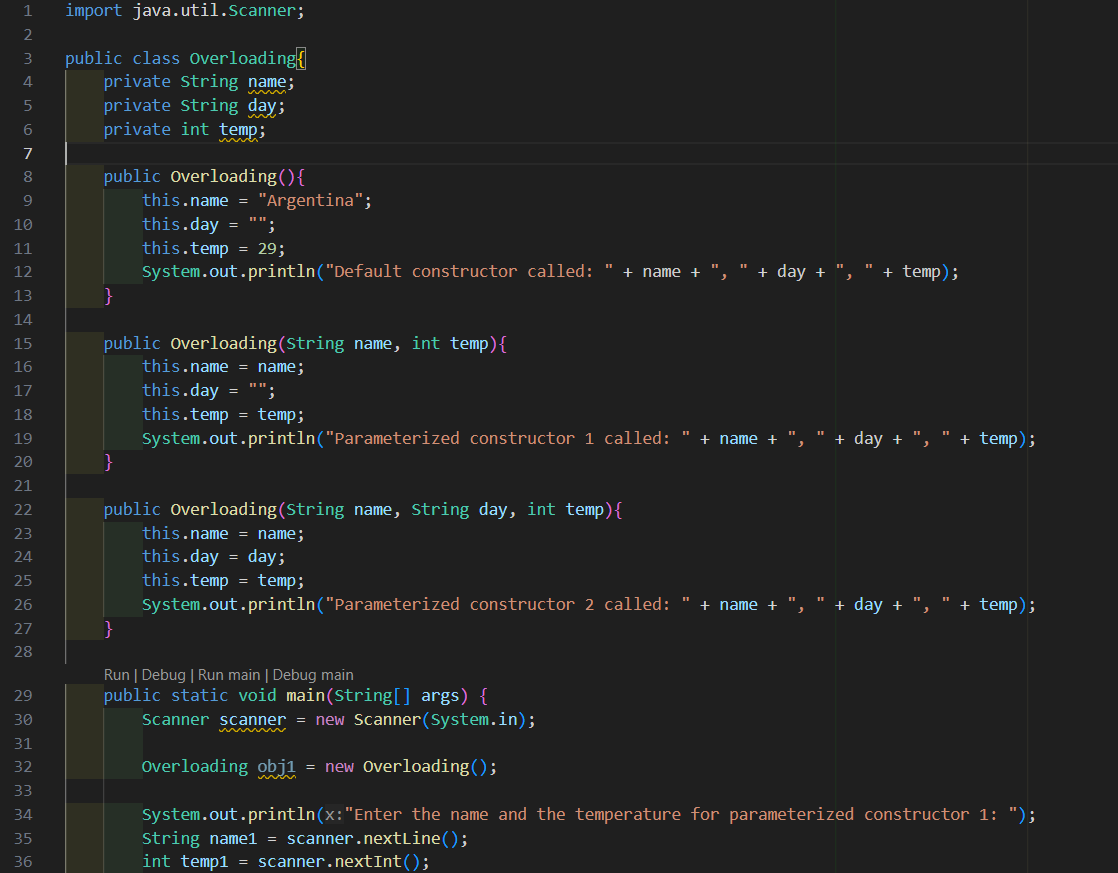 1 import java.util.Scanner;
2
3 public class Overloading{
4 private String name;
5 private String day;
6 private int temp;
7
8 public Overloading(){
9 this.name = "Argentina";
10 this.day = "";
11 this.temp = 29;
12 System.out.println("Default constructor called: " + name + ", " + day + ", " + temp);
13 }
14
15 public Overloading(String name, int temp){
16 this.name = name;
17 this.day = "";
18 this.temp = temp;
19 System.out.println("Parameterized constructor 1 called: " + name + ", " + day + ", " + temp);
20 }
21
22 public Overloading(String name, String day, int temp){
23 this.name = name;
24 this.day = day;
25 this.temp = temp;
26 System.out.println("Parameterized constructor 2 called: " + name + ", " + day + ", " + temp);
27 }
28
Run | Debug | Run main | Debug main
29 public static void main(String[] args) {
30 Scanner scanner = new Scanner(System.in);
31
32 Overloading obj1 = new Overloading();
33
34 System.out.println(x:"Enter the name and the temperature for parameterized constructor 1: ");
35 String name1 = scanner.nextLine();
36 int temp1 = scanner.nextInt();